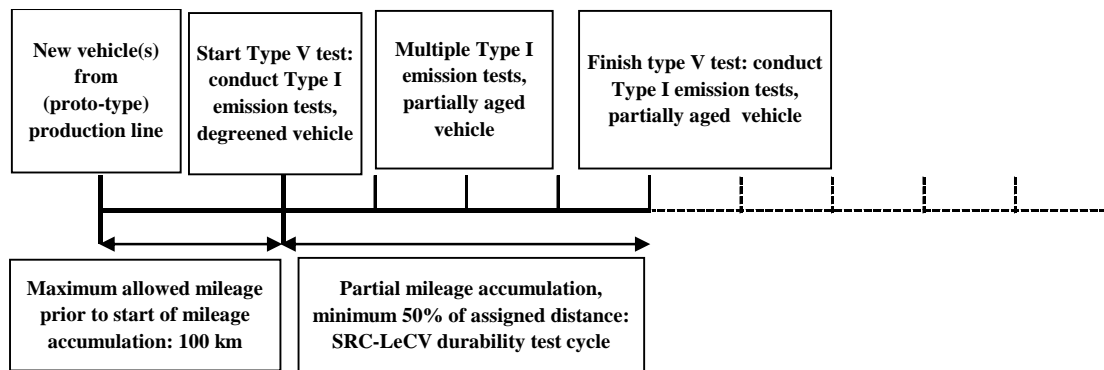 New vehicle(s)
from
(proto-type)
production line
Start Type V test:
conduct Type I
emission tests,
degreened vehicle
Multiple Type I
emission tests,
partially aged
vehicle
Finish type V test: conduct
Type I emission tests,
partially aged vehicle
Maximum allowed mileage
prior to start of mileage
accumulation: 100 km
Partial mileage accumulation,
minimum 50% of assigned distance:
SRC-LeCV durability test cycle